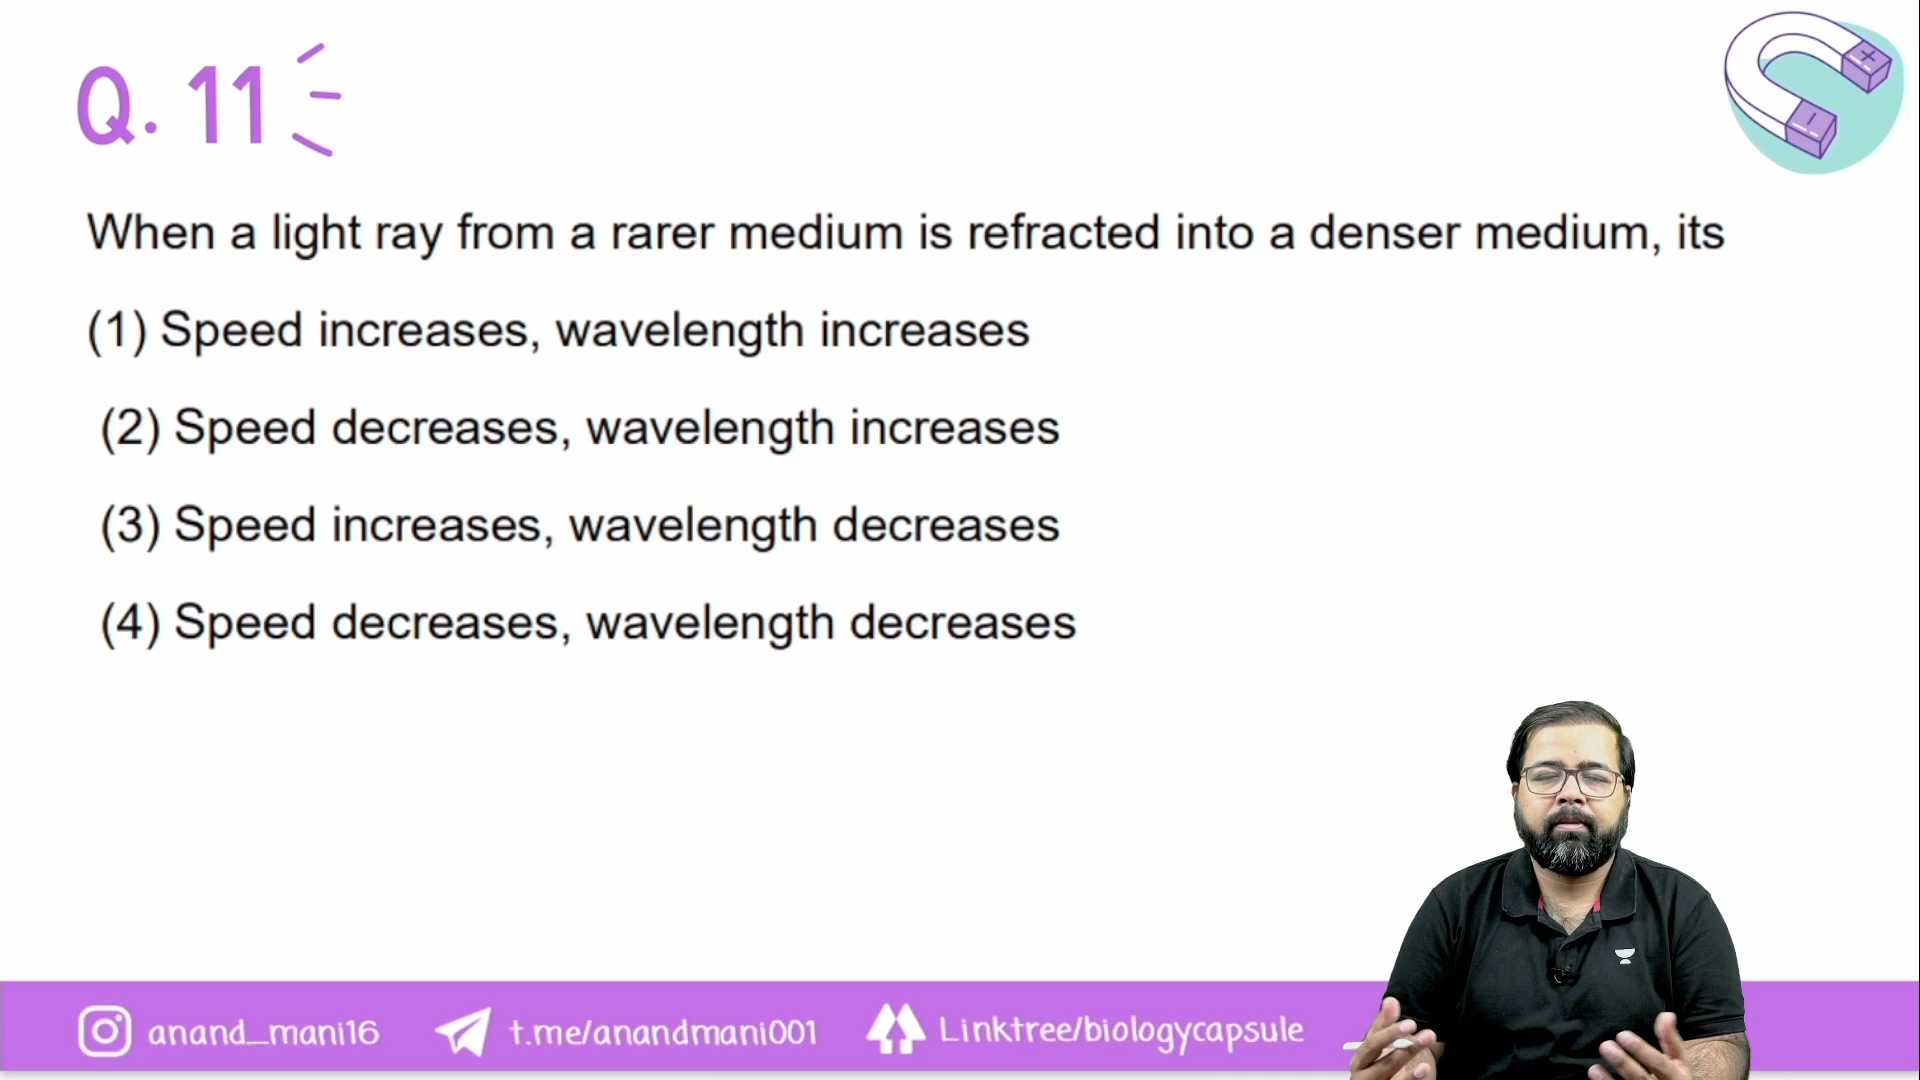 Q. 11
When a light ray from a rarer medium is refracted into a denser medium, its
(1) Speed increases, wavelength increases
(2) Speed decreases, wavelength increases
(3) Speed increases, wavelength decreases
(4) Speed decreases, wavelength decreases
anand_mani16 t.me/anandmani001 Linktree/biologycapsule